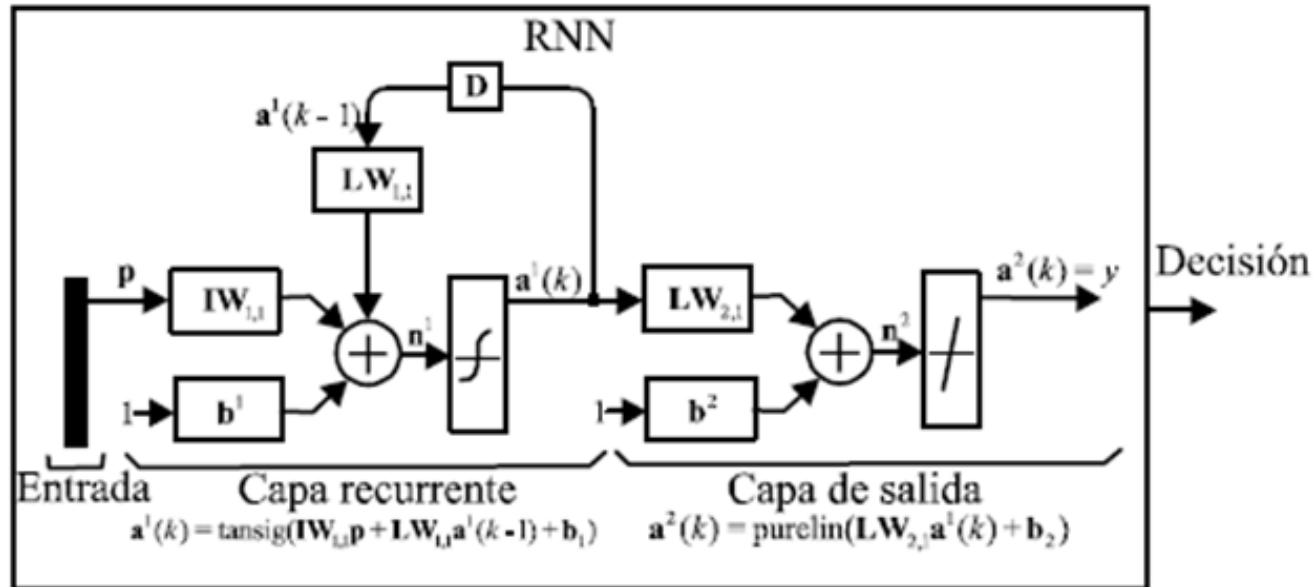 RNN
D
a¹(k - 1)
LW₁,₁
p
IW₁,₁
n¹
a¹(k)
LW₂,₁
n²
a²(k) = y
Decisión
1
b¹
1
b²
Entrada
Capa recurrente
Capa de salida
a¹(k) = tansig(IW₁,₁p + LW₁,₁a¹(k-1) + b₁)
a²(k) = purelin(LW₂,₁a¹(k) + b₂)